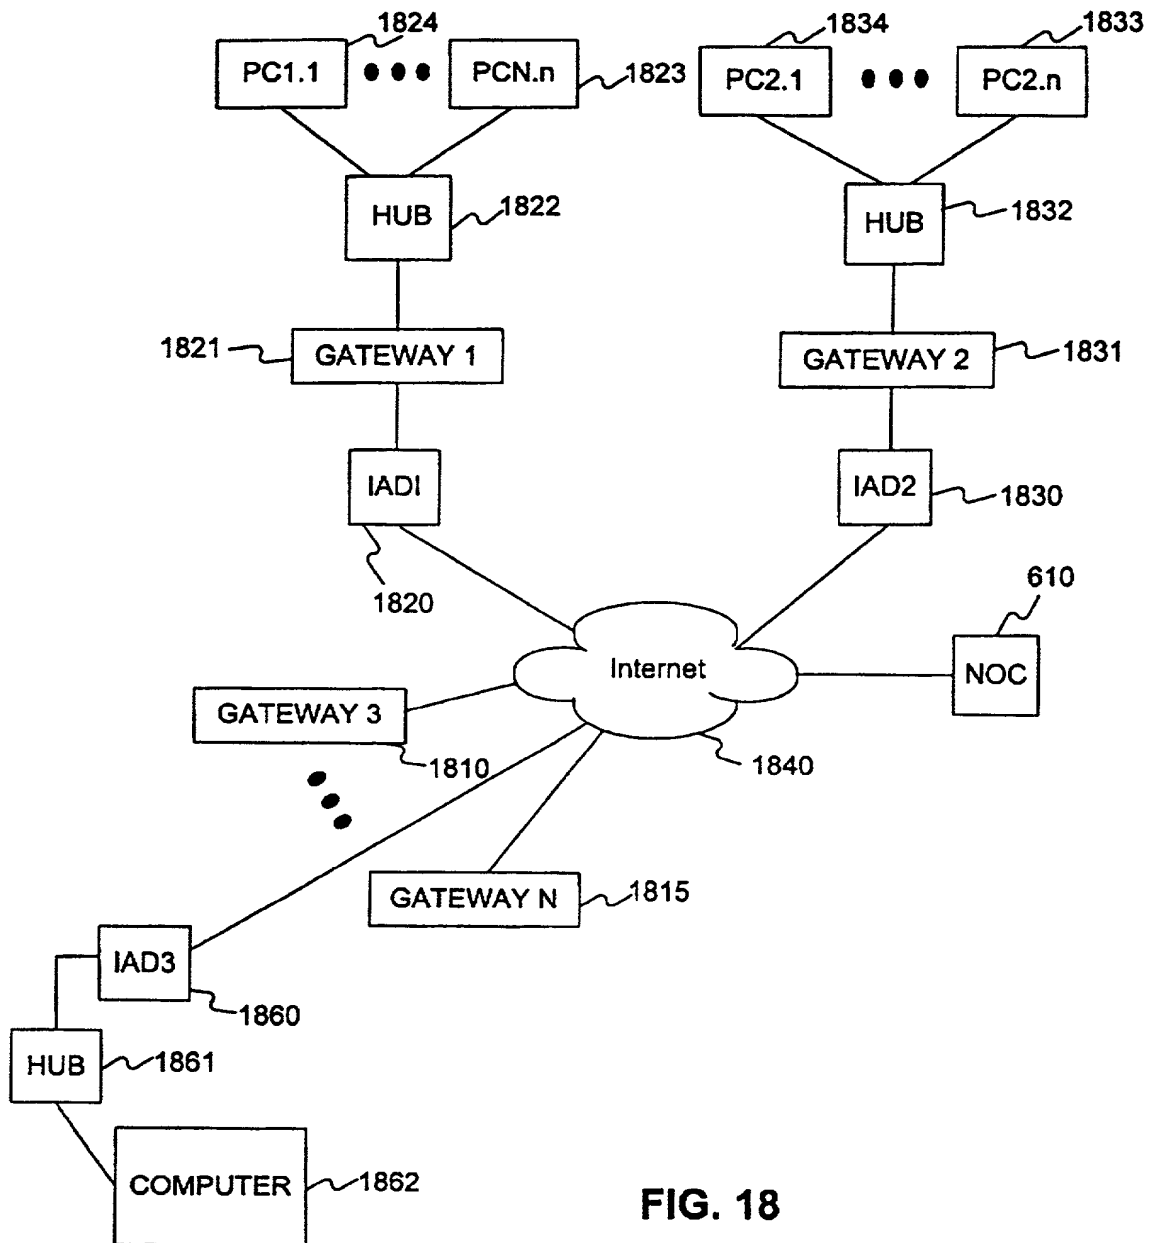 1824
1834
1833
PC1.1
PCN.n
1823
PC2.1
PC2.n
HUB
1822
HUB
1832
1821
GATEWAY 1
GATEWAY 2
1831
IADI
IAD2
1830
1820
610
Internet
NOC
GATEWAY 3
1810
1840
GATEWAY N
1815
IAD3
1860
HUB
1861
COMPUTER
1862
FIG. 18